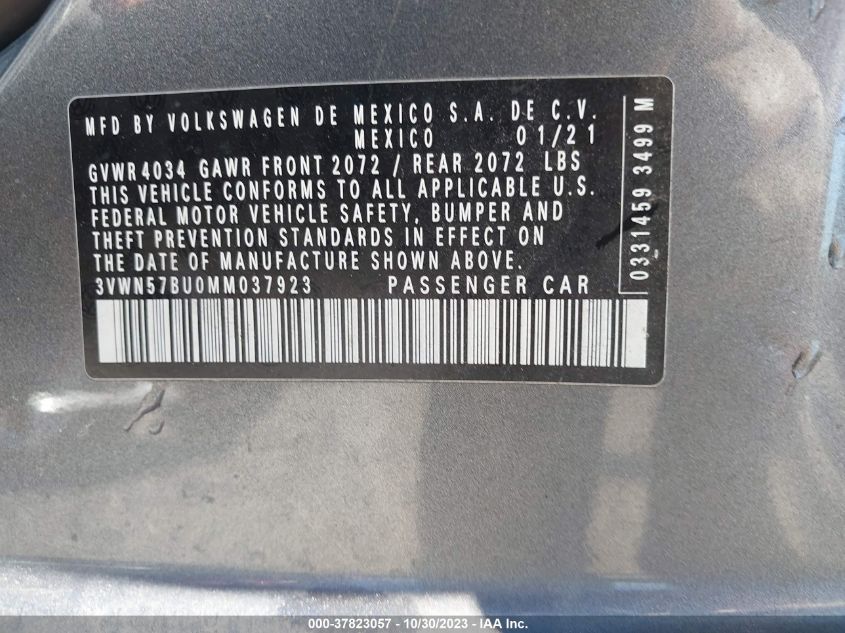 MFD BY VOLKSWAGEN DE MEXICO S.A. DE C.V.
MEXICO 01/21
GVWR 4034 GAWR FRONT 2072 / REAR 2072 LBS
THIS VEHICLE CONFORMS TO ALL APPLICABLE U.S.
FEDERAL MOTOR VEHICLE SAFETY, BUMPER AND
THEFT PREVENTION STANDARDS IN EFFECT ON
THE DATE OF MANUFACTURE SHOWN ABOVE.
3VWN57BU0MM037923 PASSENGER CAR
0331459 3499 M
000-37823057 - 10/30/2023 - IAA Inc.